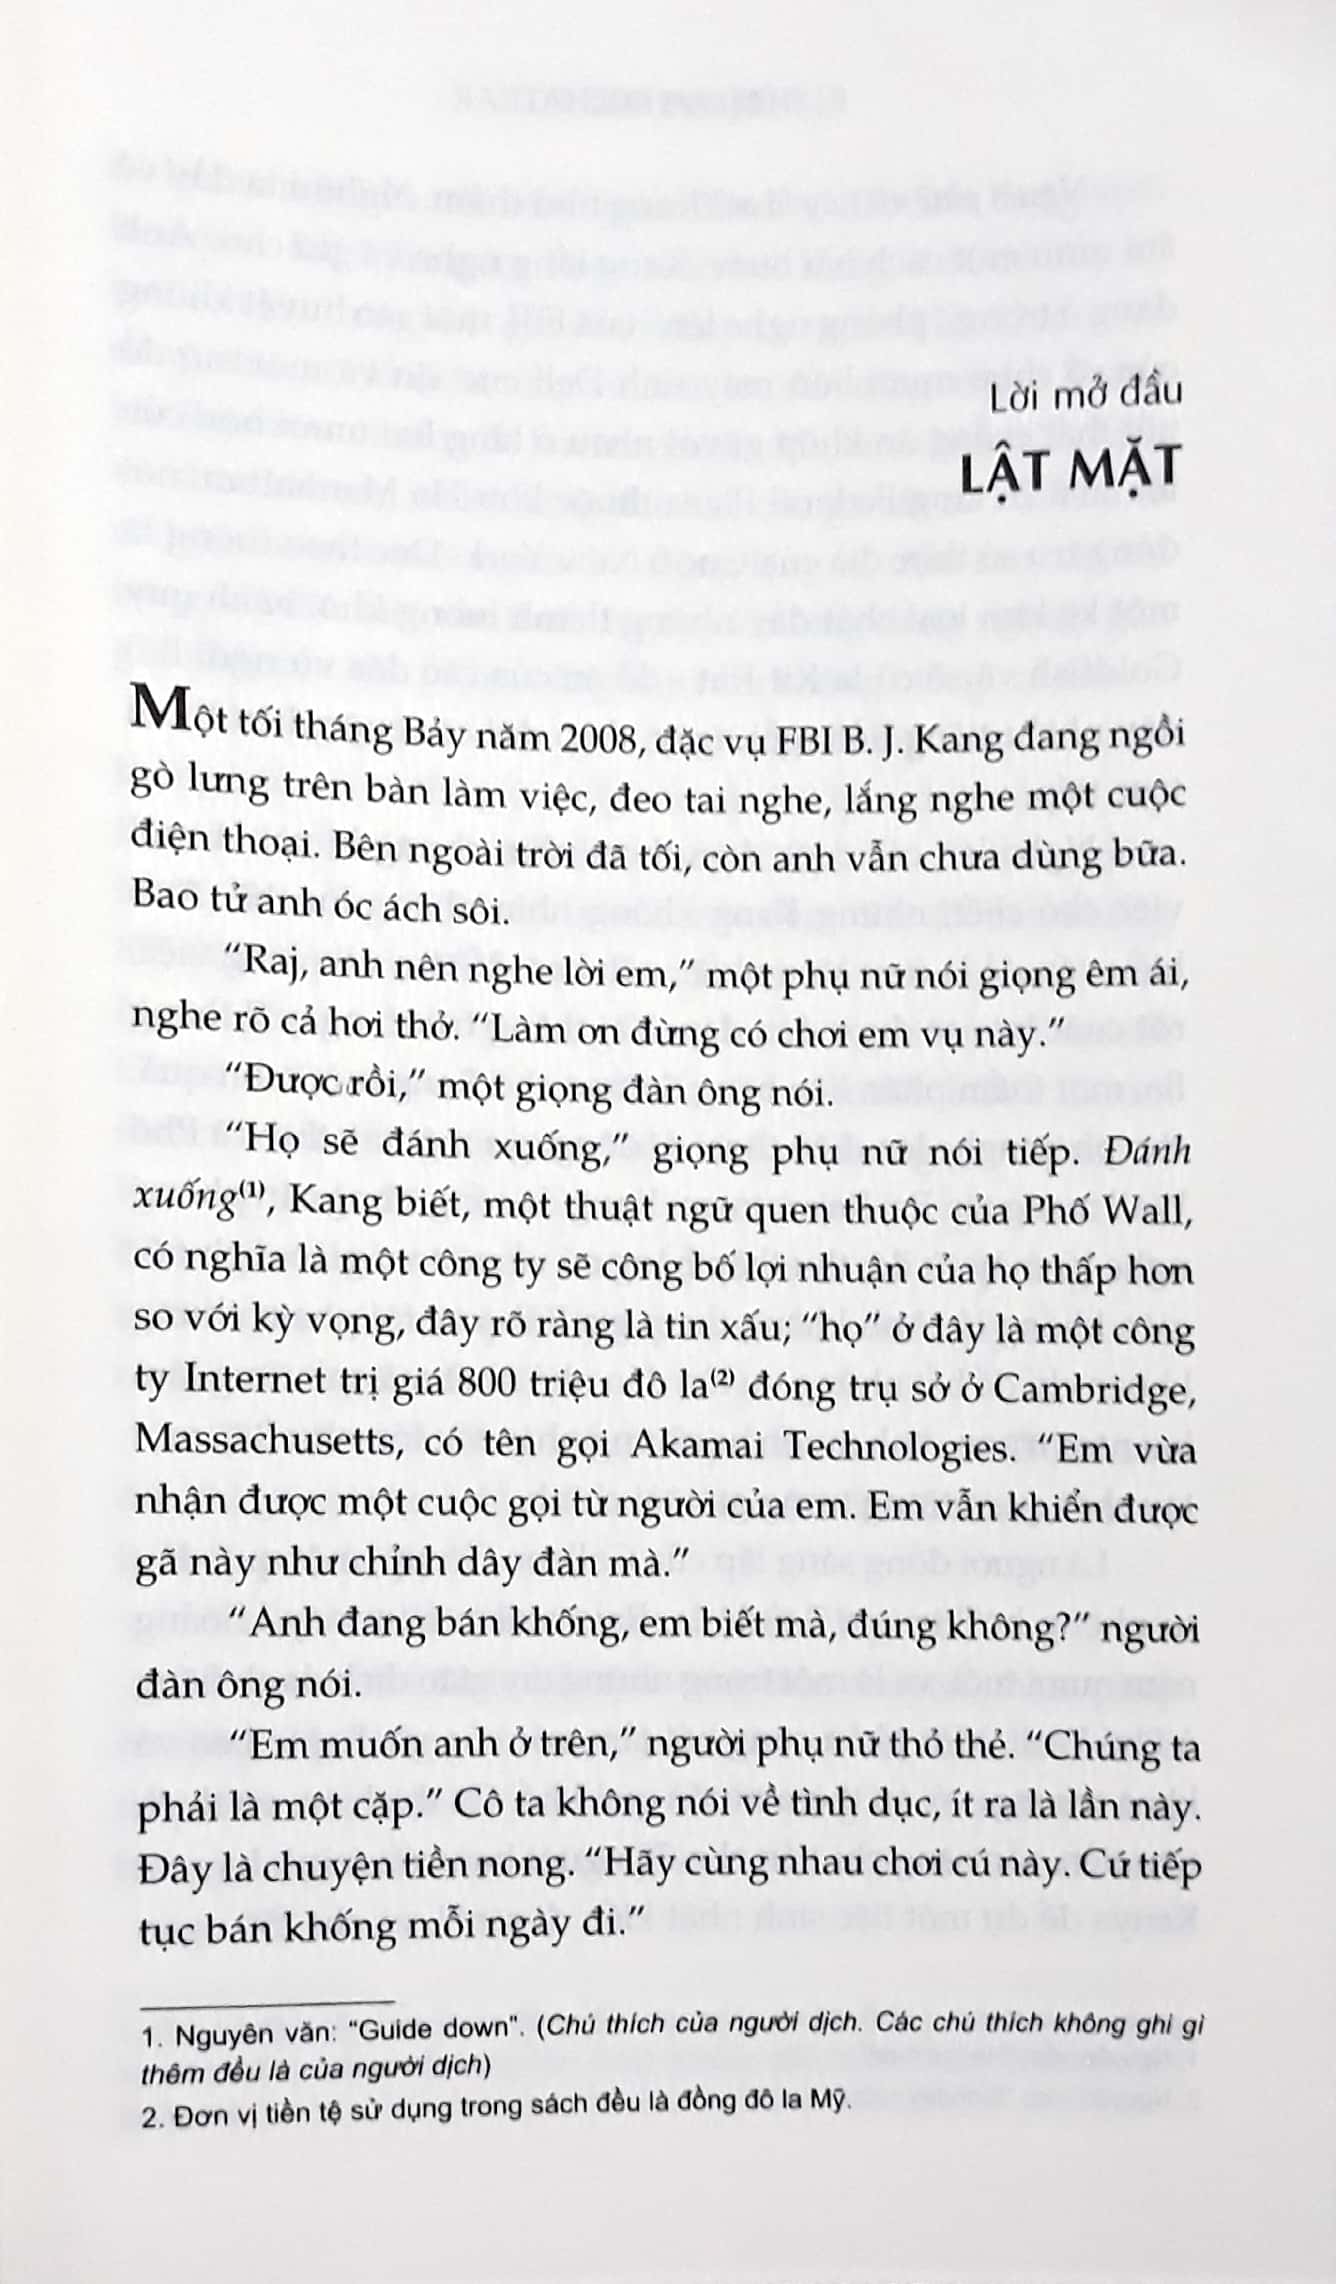 Lời mở đầu
LẬT MẶT
Một tối tháng Bảy năm 2008, đặc vụ FBI B. J. Kang đang ngồi
gò lưng trên bàn làm việc, đeo tai nghe, lắng nghe một cuộc
điện thoại. Bên ngoài trời đã tối, còn anh vẫn chưa dùng bữa.
Bao tử anh óc ách sôi.
“Raj, anh nên nghe lời em,” một phụ nữ nói giọng êm ái,
nghe rõ cả hơi thở. “Làm ơn đừng có chơi em vụ này.”
“Được rồi,” một giọng đàn ông nói.
“Họ sẽ đánh xuống,” giọng phụ nữ nói tiếp. Đánh
xuống⁽¹⁾, Kang biết, một thuật ngữ quen thuộc của Phố Wall,
có nghĩa là một công ty sẽ công bố lợi nhuận của họ thấp hơn
so với kỳ vọng, đây rõ ràng là tin xấu; “họ” ở đây là một công
ty Internet trị giá 800 triệu đô la⁽²⁾ đóng trụ sở ở Cambridge,
Massachusetts, có tên gọi Akamai Technologies. “Em vừa
nhận được một cuộc gọi từ người của em. Em vẫn khiển được
gã này như chỉnh dây đàn mà.”
“Anh đang bán khống, em biết mà, đúng không?” người
đàn ông nói.
“Em muốn anh ở trên,” người phụ nữ thỏ thẻ. “Chúng ta
phải là một cặp.” Cô ta không nói về tình dục, ít ra là lần này.
Đây là chuyện tiền nong. “Hãy cùng nhau chơi cú này. Cứ tiếp
tục bán khống mỗi ngày đi.”
1. Nguyên văn: “Guide down”. (Chú thích của người dịch. Các chú thích không ghi gì
thêm đều là của người dịch)
2. Đơn vị tiền tệ sử dụng trong sách đều là đồng đô la Mỹ.